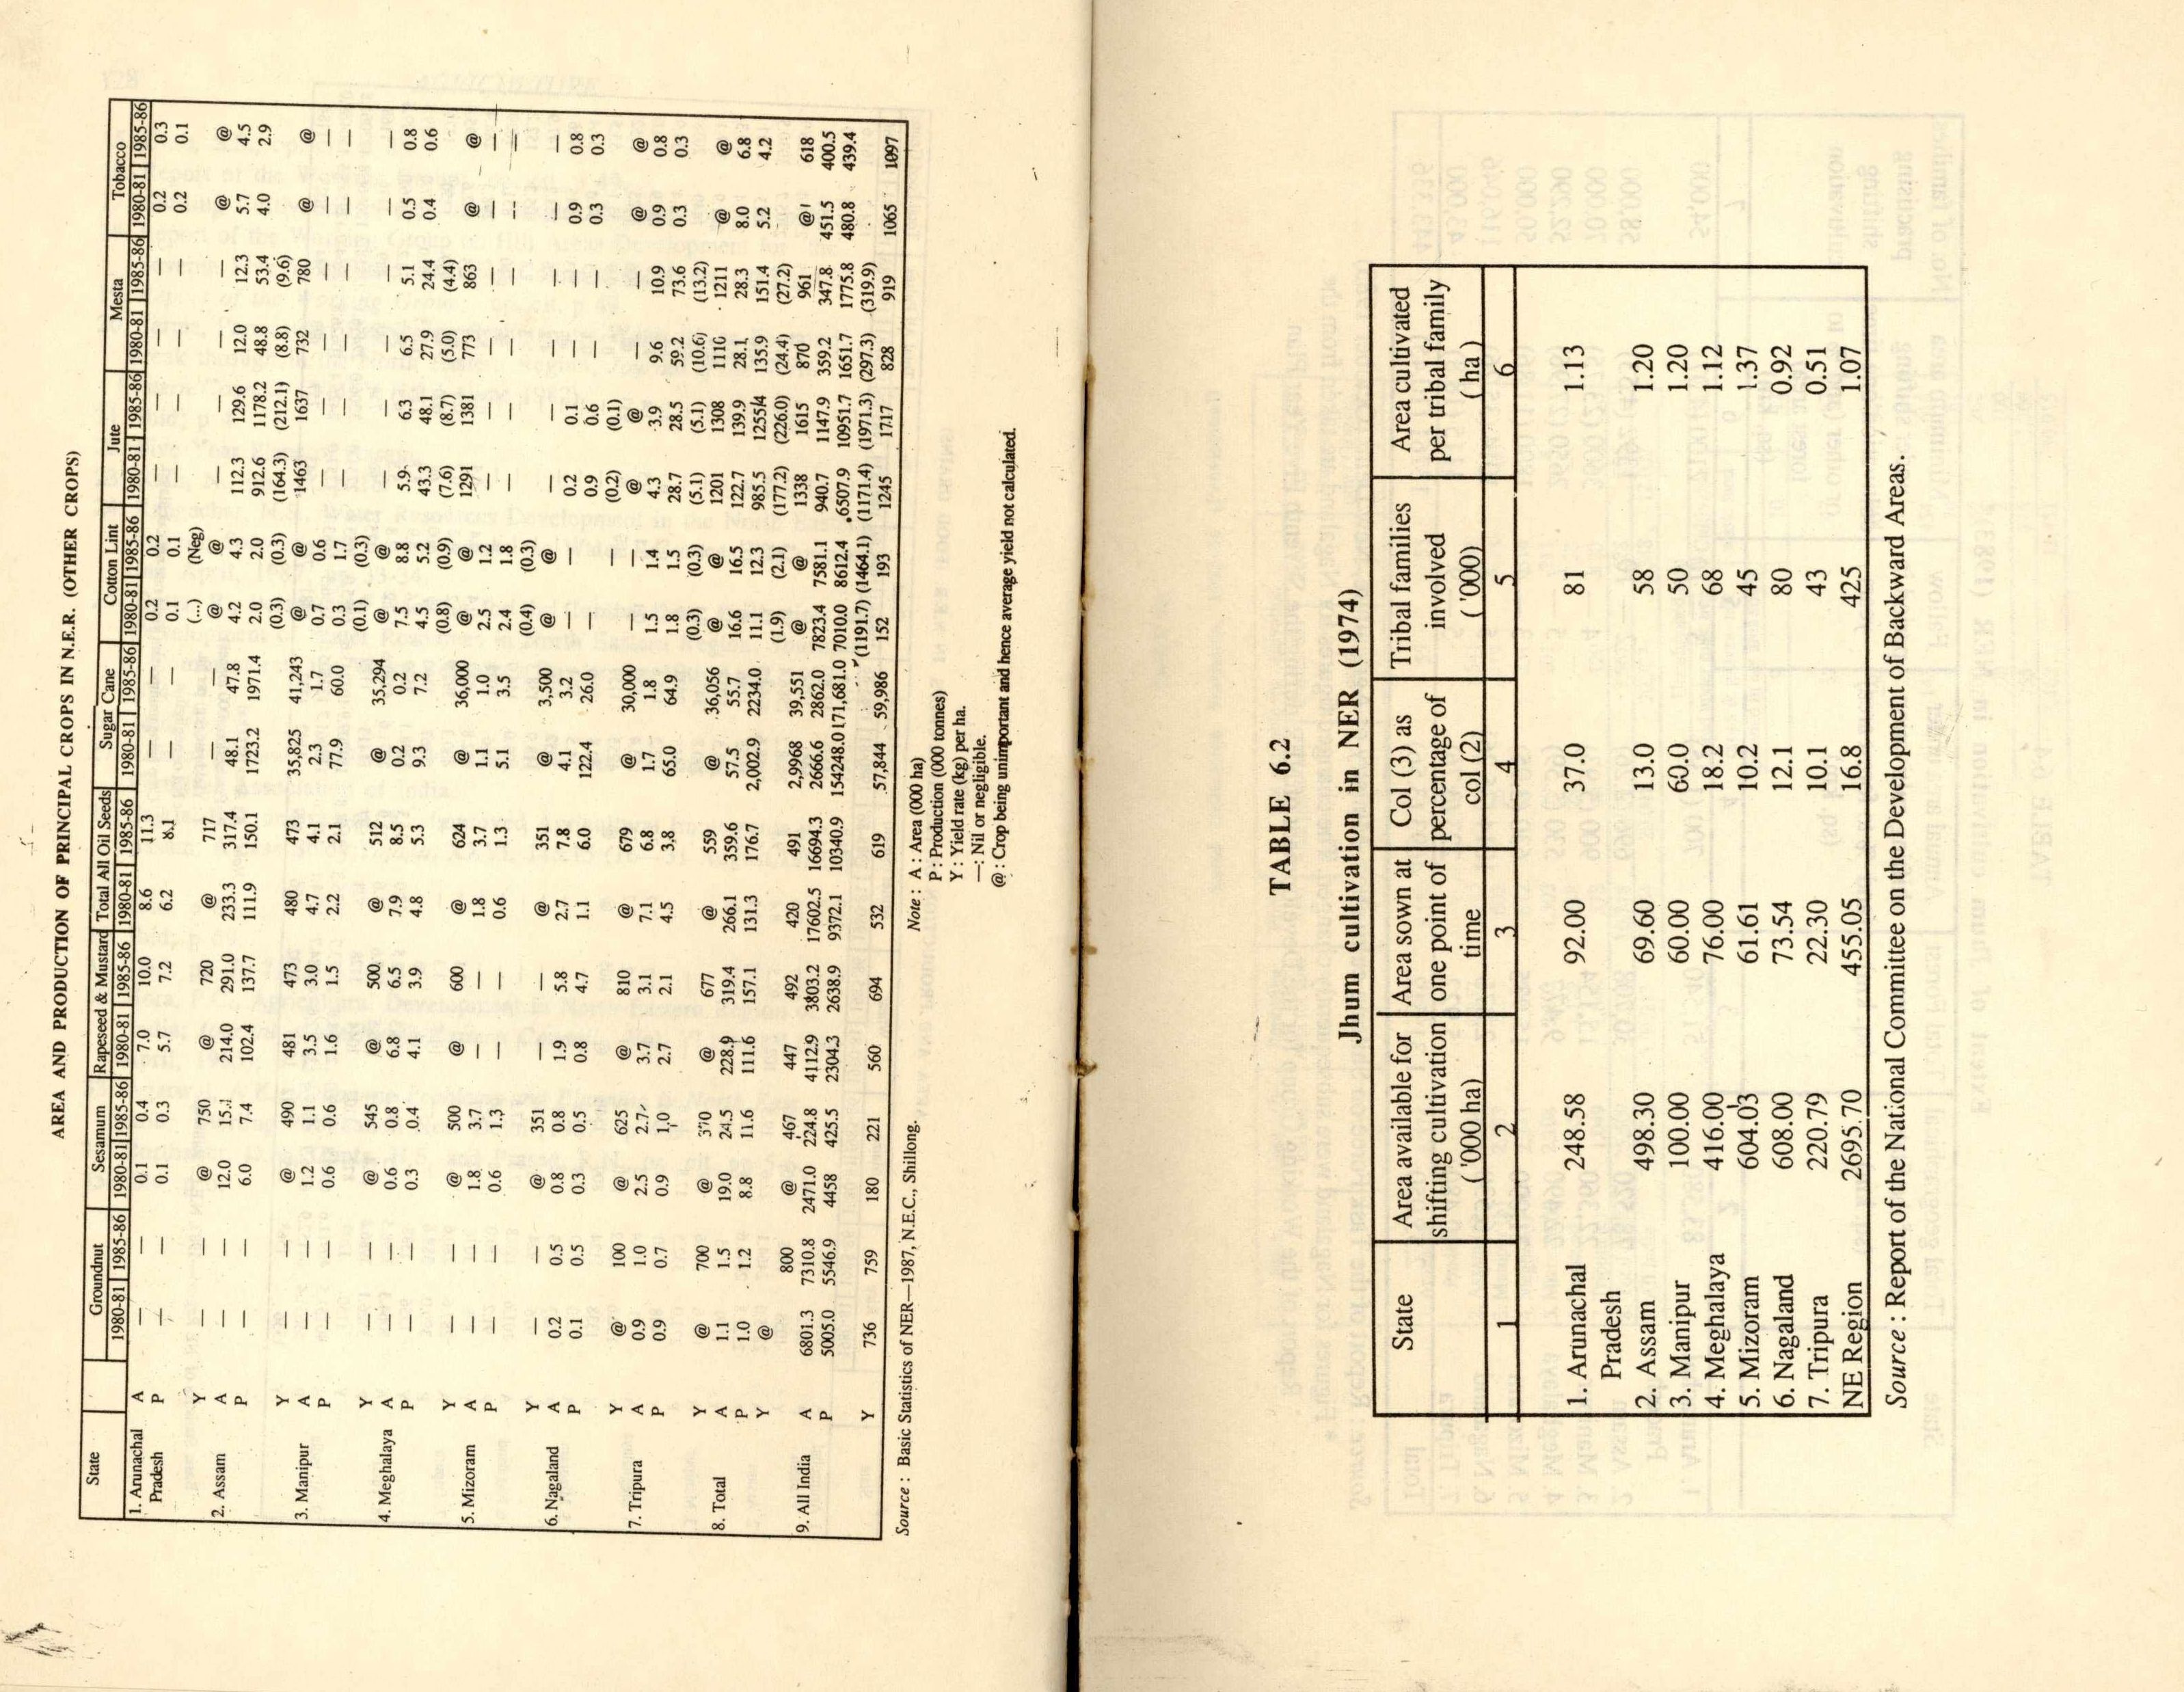 AREA AND PRODUCTION OF PRINCIPAL CROPS IN N.E.R. (OTHER CROPS)
State Groundnut Sesamum Rapeseed & Mustard Total All Oil Seeds Sugar Cane Cotton Lint Jute Mesta Tobacco
1980-81 1985-86 1980-81 1985-86 1980-81 1985-86 1980-81 1985-86 1980-81 1985-86 1980-81 1985-86 1980-81 1985-86 1980-81 1985-86 1980-81 1985-86
1. Arunachal A — — 0.1 0.4 7.0 10.0 8.6 11.3 — — 0.2 0.2 — — — — 0.2 0.3
Pradesh P — — 0.1 0.3 5.7 7.2 6.2 8.1 — — 0.1 0.1 — — — — 0.2 0.1
(...) (Neg)
Y — — @ 750 @ 720 @ 717 — — @ @ — — — — @ @
2. Assam A — — 12.0 15.1 214.0 291.0 233.3 317.4 48.1 47.8 4.2 4.3 112.3 129.6 12.0 12.3 5.7 4.5
P — — 6.0 7.4 102.4 137.7 111.9 150.1 1723.2 1971.4 2.0 2.0 912.6 1178.2 48.8 53.4 4.0 2.9
(0.3) (0.3) (164.3) (212.1) (8.8) (9.6)
Y — — @ 490 481 473 480 473 35,825 41,243 @ @ 1463 1637 732 780 @ @
3. Manipur A — — 1.2 1.1 3.5 3.0 4.7 4.1 2.3 1.7 0.7 0.6 — — — — — —
P — — 0.6 0.6 1.6 1.5 2.2 2.1 77.9 60.0 0.3 1.7 — — — — — —
(0.1) (0.3)
Y — — @ 545 @ 500 @ 512 @ 35,294 @ @ — — — — — —
4. Meghalaya A — — 0.6 0.8 6.8 6.5 7.9 8.5 0.2 0.2 7.5 8.8 5.9 6.3 6.5 5.1 0.5 0.8
P — — 0.3 0.4 4.1 3.9 4.8 5.3 9.3 7.2 4.5 5.2 43.3 48.1 27.9 24.4 0.4 0.6
(0.8) (0.9) (7.6) (8.7) (5.0) (4.4)
Y — — @ 500 @ 600 @ 624 @ 36,000 @ @ 1291 1381 773 863 @ @
5. Mizoram A — — 1.8 3.7 — — 1.8 3.7 1.1 1.0 2.5 1.2 — — — — — —
P — — 0.6 1.3 — — 0.6 1.3 5.1 3.5 2.4 1.8 — — — — — —
(0.4) (0.3)
Y — — @ 351 — — @ 351 @ 3,500 @ @ — — — — — —
6. Nagaland A 0.2 0.5 0.8 0.8 1.9 5.8 2.7 7.8 4.1 3.2 — — 0.2 0.1 — — 0.9 0.8
P 0.1 0.5 0.3 0.5 0.8 4.7 1.1 6.0 122.4 26.0 — — 0.9 0.6 — — 0.3 0.3
(0.2) (0.1)
Y @ 100 @ 625 @ 810 @ 679 @ 30,000 — — @ @ — — @ @
7. Tripura A 0.9 1.0 2.5 2.7 3.7 3.1 7.1 6.8 1.7 1.8 1.5 1.4 4.3 3.9 9.6 10.9 0.9 0.8
P 0.9 0.7 0.9 1.0 2.7 2.1 4.5 3.8 65.0 64.9 1.8 1.5 28.7 28.5 59.2 73.6 0.3 0.3
(0.3) (0.3) (5.1) (5.1) (10.6) (13.2)
Y @ 700 @ 370 @ 677 @ 559 @ 36,056 @ @ 1201 1308 1110 1211 @ @
8. Total A 1.1 1.5 19.0 24.5 228.9 319.4 266.1 359.6 57.5 55.7 16.6 16.5 122.7 139.9 28.1 28.3 8.0 6.8
P 1.0 1.2 8.8 11.6 111.6 157.1 131.3 176.7 2,002.9 2234.0 11.1 12.3 985.5 12554 135.9 151.4 5.2 4.2
(1.9) (2.1) (177.2) (226.0) (24.4) (27.2)
Y @ 800 @ 467 447 492 420 491 2,9968 39,551 @ @ 1338 1615 870 961 @ 618
9. All India A 6801.3 7310.8 2471.0 224.8 4112.9 3803.2 17602.5 16694.3 2666.6 2862.0 7823.4 7581.1 940.7 1147.9 359.2 347.8 451.5 400.5
P 5005.0 5546.9 4458 425.5 2304.3 2638.9 9372.1 10340.9 154248.0 171,681.0 7010.0 8612.4 6507.9 10951.7 1651.7 1775.8 480.8 439.4
(1191.7) (1464.1) (1171.4) (1971.3) (297.3) (319.9)
Y 736 759 180 221 560 694 532 619 57,844 59,986 152 193 1245 1717 828 919 1065 1097
Source : Basic Statistics of NER—1987, N.E.C., Shillong.
Note : A : Area (000 ha)
P : Production (000 tonnes)
Y : Yield rate (kg) per ha.
—: Nil or negligible.
@ : Crop being unimportant and hence average yield not calculated.
TABLE 6.2
Jhum cultivation in NER (1974)
State Area available for Area sown at Col (3) as Tribal families Area cultivated
shifting cultivation one point of percentage of involved per tribal family
('000 ha) time col (2) ('000) (ha)
1 2 3 4 5 6
1. Arunachal 248.58 92.00 37.0 81 1.13
Pradesh
2. Assam 498.30 69.60 13.0 58 1.20
3. Manipur 100.00 60.00 60.0 50 1.20
4. Meghalaya 416.00 76.00 18.2 68 1.12
5. Mizoram 604.03 61.61 10.2 45 1.37
6. Nagaland 608.00 73.54 12.1 80 0.92
7. Tripura 220.79 22.30 10.1 43 0.51
NE Region 2695.70 455.05 16.8 425 1.07
Source : Report of the National Committee on the Development of Backward Areas.